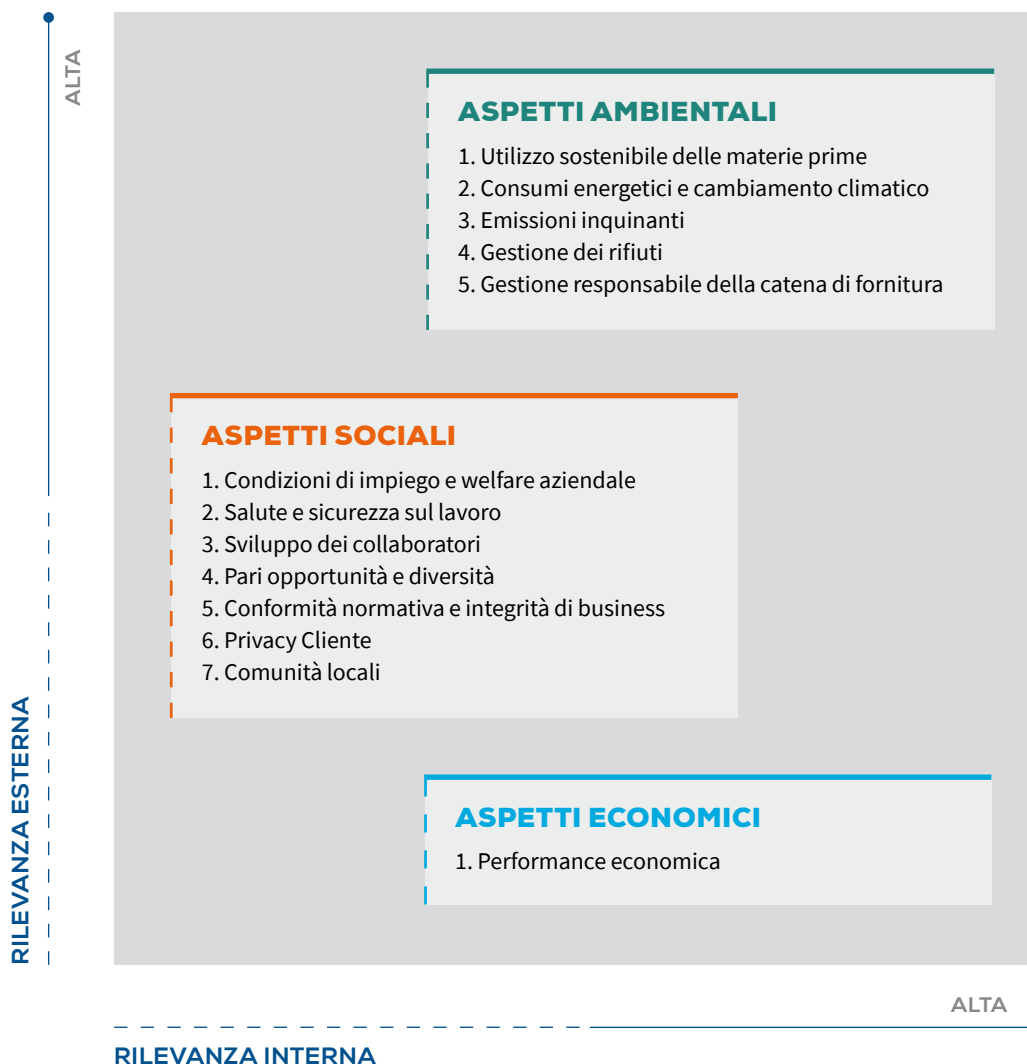 ALTA
ASPETTI AMBIENTALI
1. Utilizzo sostenibile delle materie prime
2. Consumi energetici e cambiamento climatico
3. Emissioni inquinanti
4. Gestione dei rifiuti
5. Gestione responsabile della catena di fornitura
ASPETTI SOCIALI
1. Condizioni di impiego e welfare aziendale
2. Salute e sicurezza sul lavoro
3. Sviluppo dei collaboratori
4. Pari opportunità e diversità
5. Conformità normativa e integrità di business
6. Privacy Cliente
7. Comunità locali
RILEVANZA ESTERNA
ASPETTI ECONOMICI
1. Performance economica
ALTA
RILEVANZA INTERNA